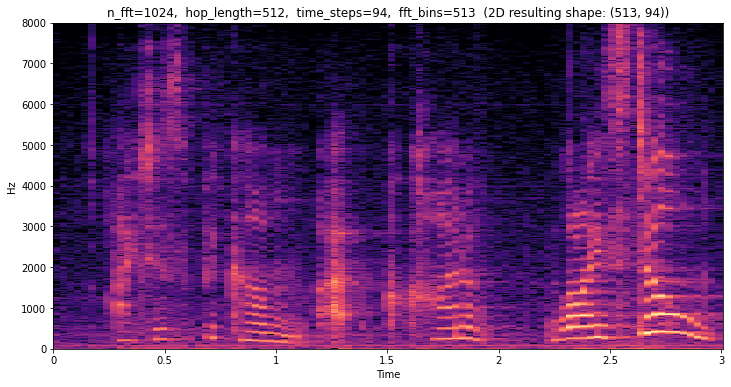 n_fft=1024,  hop_length=512,  time_steps=94,  fft_bins=513  (2D resulting shape: (513, 94))
8000
7000
6000
5000
4000
3000
2000
1000
0
Hz
0 0.5 1 1.5 2 2.5 3
Time